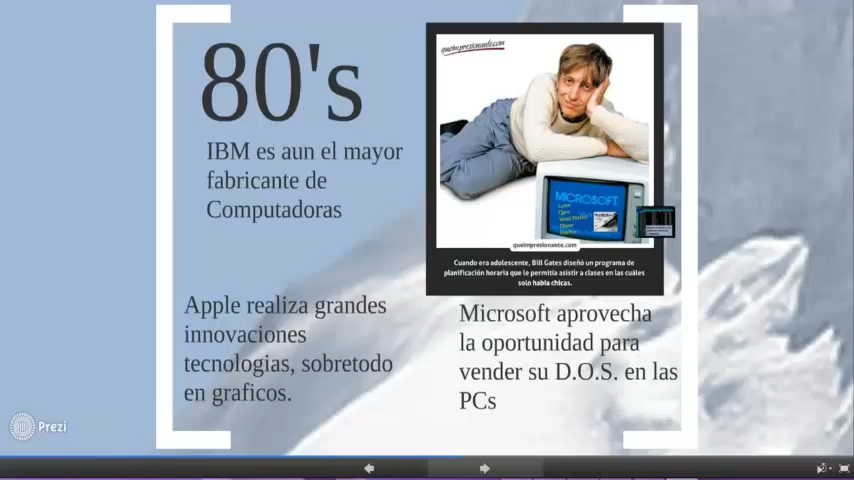 80's
IBM es aun el mayor
fabricante de
Computadoras
Apple realiza grandes
innovaciones
tecnologias, sobretodo
en graficos.
queimpresionante.com
MICROSOFT
queimpresionante.com
Cuando era adolescente, Bill Gates diseñó un programa de
planificación horaria que le permitía asistir a clases en las cuáles
solo habla chicas.
Microsoft aprovecha
la oportunidad para
vender su D.O.S. en las
PCs
Prezi